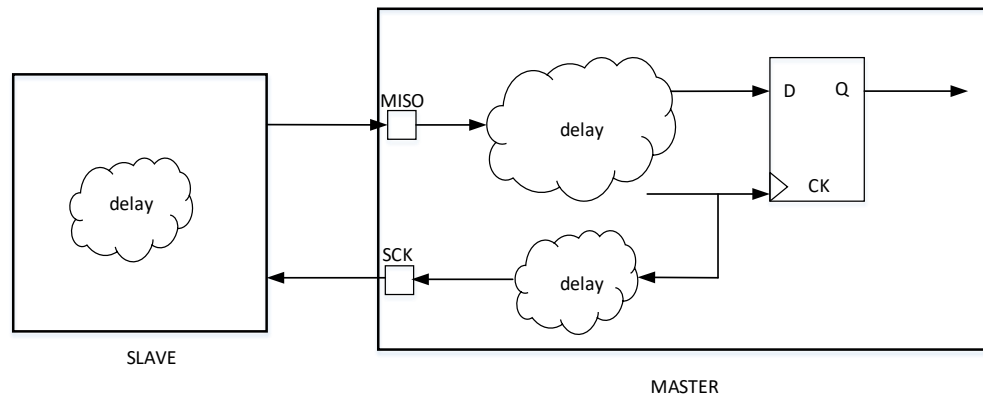 MISO
delay
D Q
delay
CK
SCK
delay
SLAVE
MASTER